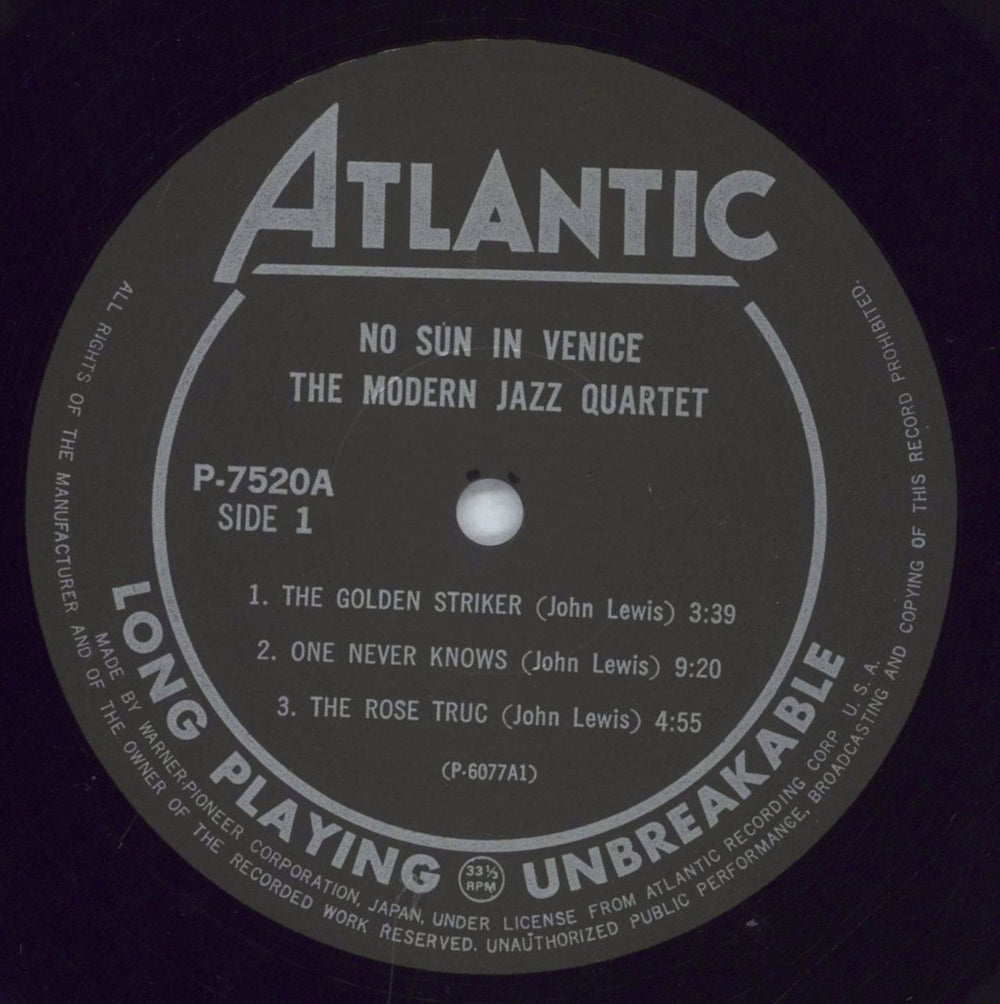 ATLANTIC
NO SUN IN VENICE
THE MODERN JAZZ QUARTET
P-7520A
SIDE 1
1. THE GOLDEN STRIKER (John Lewis) 3:39
2. ONE NEVER KNOWS (John Lewis) 9:20
3. THE ROSE TRUC (John Lewis) 4:55
(P-6077A1)
LONG PLAYING 33⅓ RPM UNBREAKABLE
MADE BY WARNER-PIONEER CORPORATION, JAPAN, UNDER LICENSE FROM ATLANTIC RECORDING CORP U. S. A.
ALL RIGHTS OF THE MANUFACTURER AND OF THE OWNER OF THE RECORDED WORK RESERVED. UNAUTHORIZED PUBLIC PERFORMANCE, BROADCASTING AND COPYING OF THIS RECORD PROHIBITED.